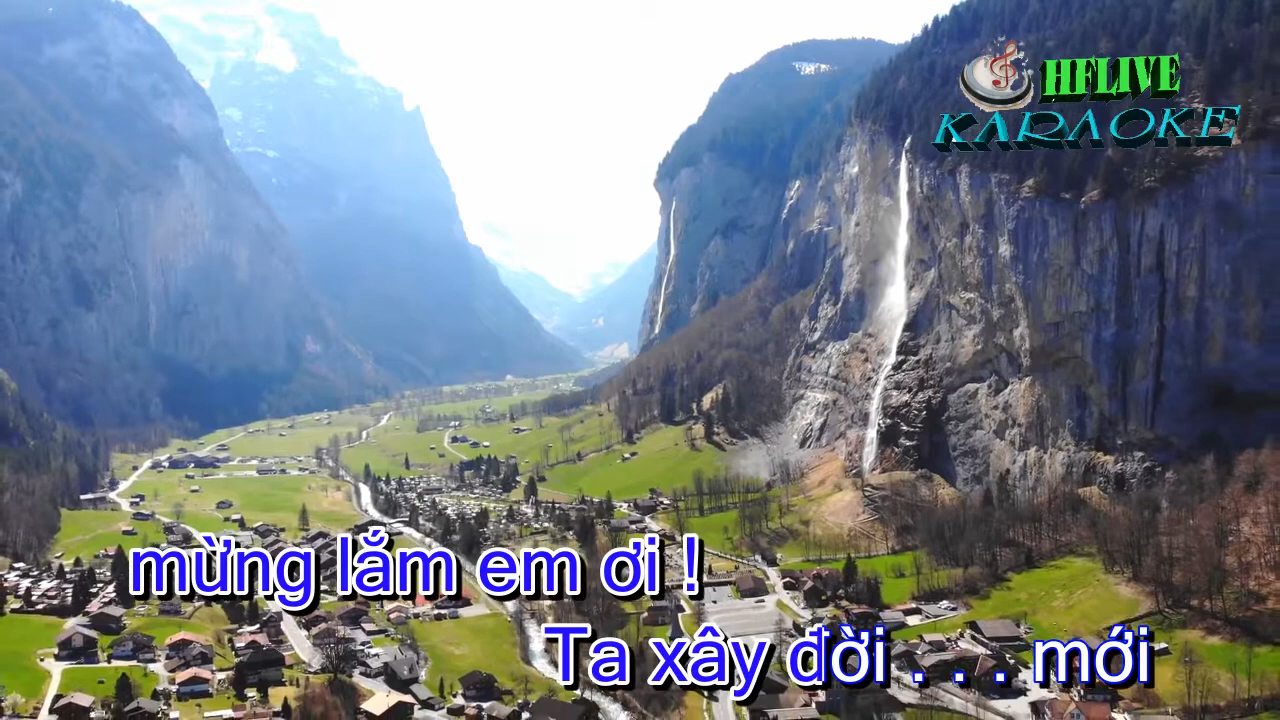 HFLIVE
KARAOKE
mừng lắm em ơi !
Ta xây đời . . . mới